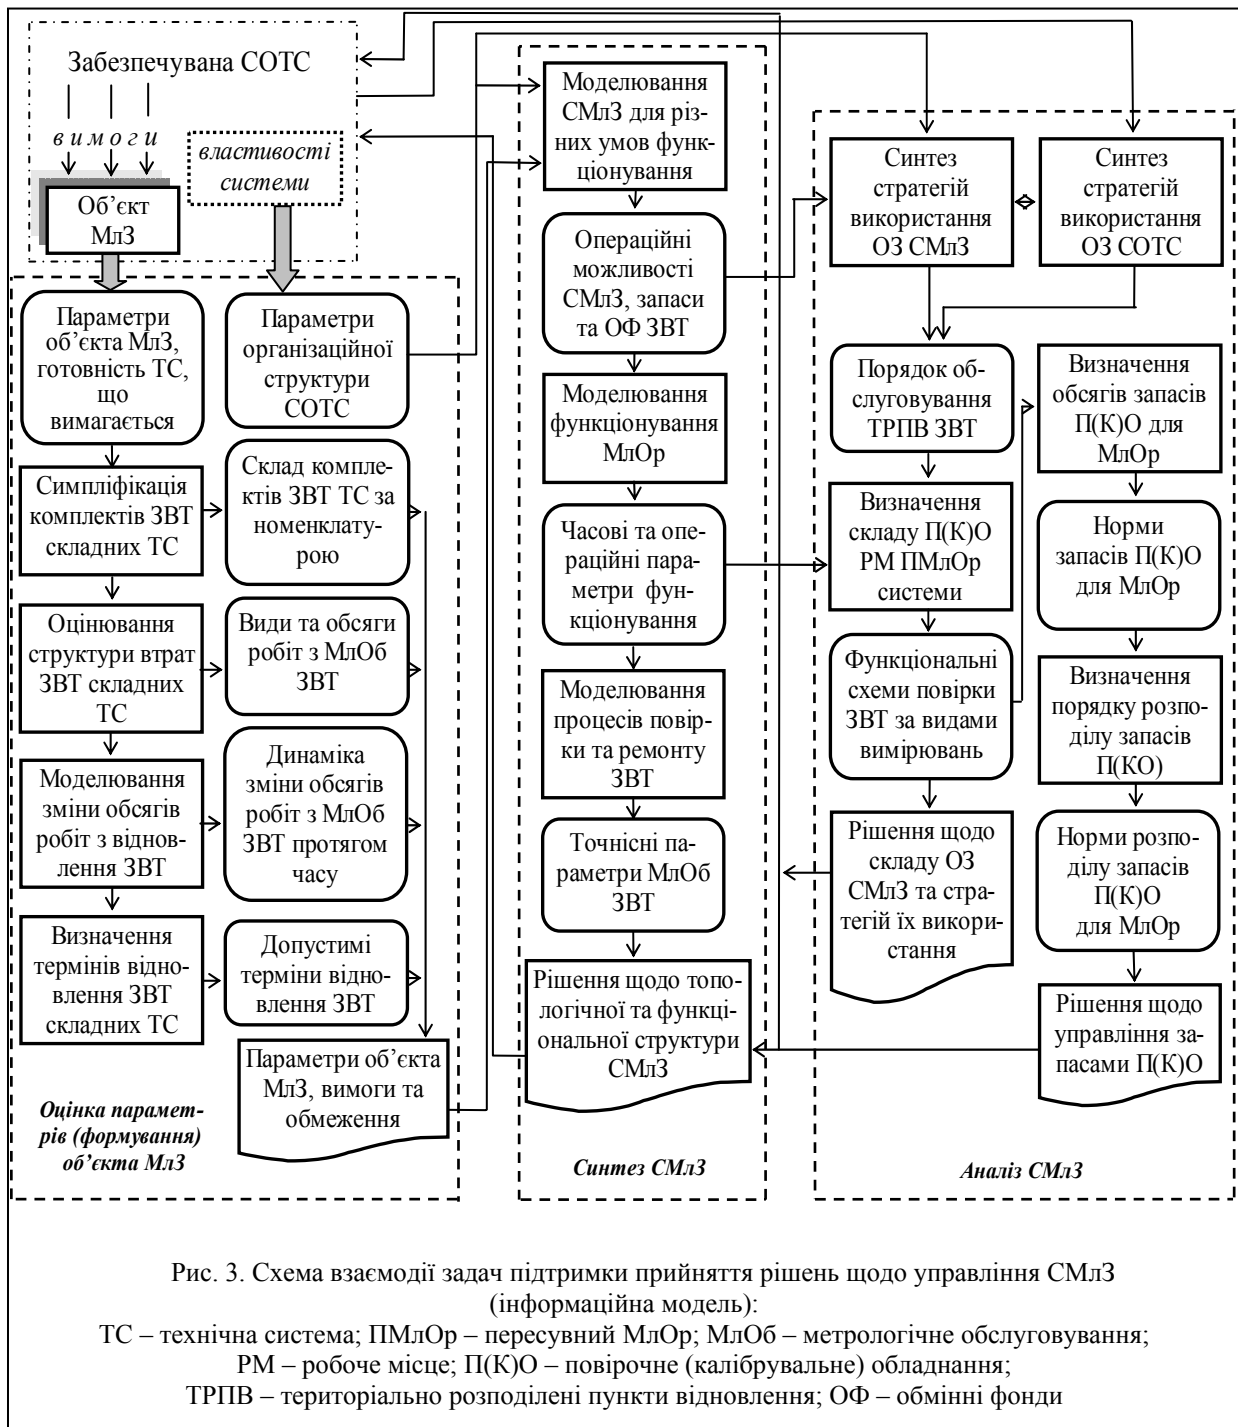 Забезпечувана СОТС
вимоги
властивості
системи
Об’єкт
МлЗ
Параметри
об’єкта МлЗ,
готовність ТС,
що
вимагається
Параметри
організаційної
структури
СОТС
Симпліфікація
комплектів ЗВТ
складних ТС
Склад компле-
ктів ЗВТ ТС за
номенклату-
рою
Оцінювання
структури втрат
ЗВТ складних
ТС
Види та обсяги
робіт з МлОб
ЗВТ
Моделювання
зміни обсягів
робіт з віднов-
лення ЗВТ
Динаміка
зміни обсягів
робіт з МлОб
ЗВТ протягом
часу
Визначення
термінів відно-
влення ЗВТ
складних ТС
Допустимі
терміни відно-
влення ЗВТ
Параметри об’єкта
МлЗ, вимоги та
обмеження
Оцінка парамет-
рів (формування)
об’єкта МлЗ
Моделювання
СМлЗ для різ-
них умов функ-
ціонування
Операційні
можливості
СМлЗ, запаси
та ОФ ЗВТ
Моделювання
функціонування
МлОр
Часові та опе-
раційні пара-
метри фун-
кціонування
Моделювання
процесів повір-
ки та ремонту
ЗВТ
Точнісні па-
раметри МлОб
ЗВТ
Рішення щодо топо-
логічної та функці-
ональної структури
СМлЗ
Синтез СМлЗ
Синтез
стратегій
використання
ОЗ СМлЗ
Синтез
стратегій
використання
ОЗ СОТС
Порядок об-
слуговування
ТРПВ ЗВТ
Визначення
обсягів запасів
П(К)О для
МлОр
Визначення
складу П(К)О
РМ ПМлОр
системи
Норми
запасів П(К)О
для МлОр
Функціональні
схеми повірки
ЗВТ за видами
вимірювань
Визначення
порядку розпо-
ділу запасів
П(КО)
Рішення щодо
складу ОЗ
СМлЗ та стра-
тегій їх викори-
стання
Норми розпо-
ділу запасів
П(К)О
для МлОр
Рішення щодо
управління за-
пасами П(К)О
Аналіз СМлЗ
Рис. 3. Схема взаємодії задач підтримки прийняття рішень щодо управління СМлЗ
(інформаційна модель):
ТС – технічна система; ПМлОр – пересувний МлОр; МлОб – метрологічне обслуговування;
РМ – робоче місце; П(К)О – повірочне (калібрувальне) обладнання;
ТРПВ – територіально розподілені пункти відновлення; ОФ – обмінні фонди